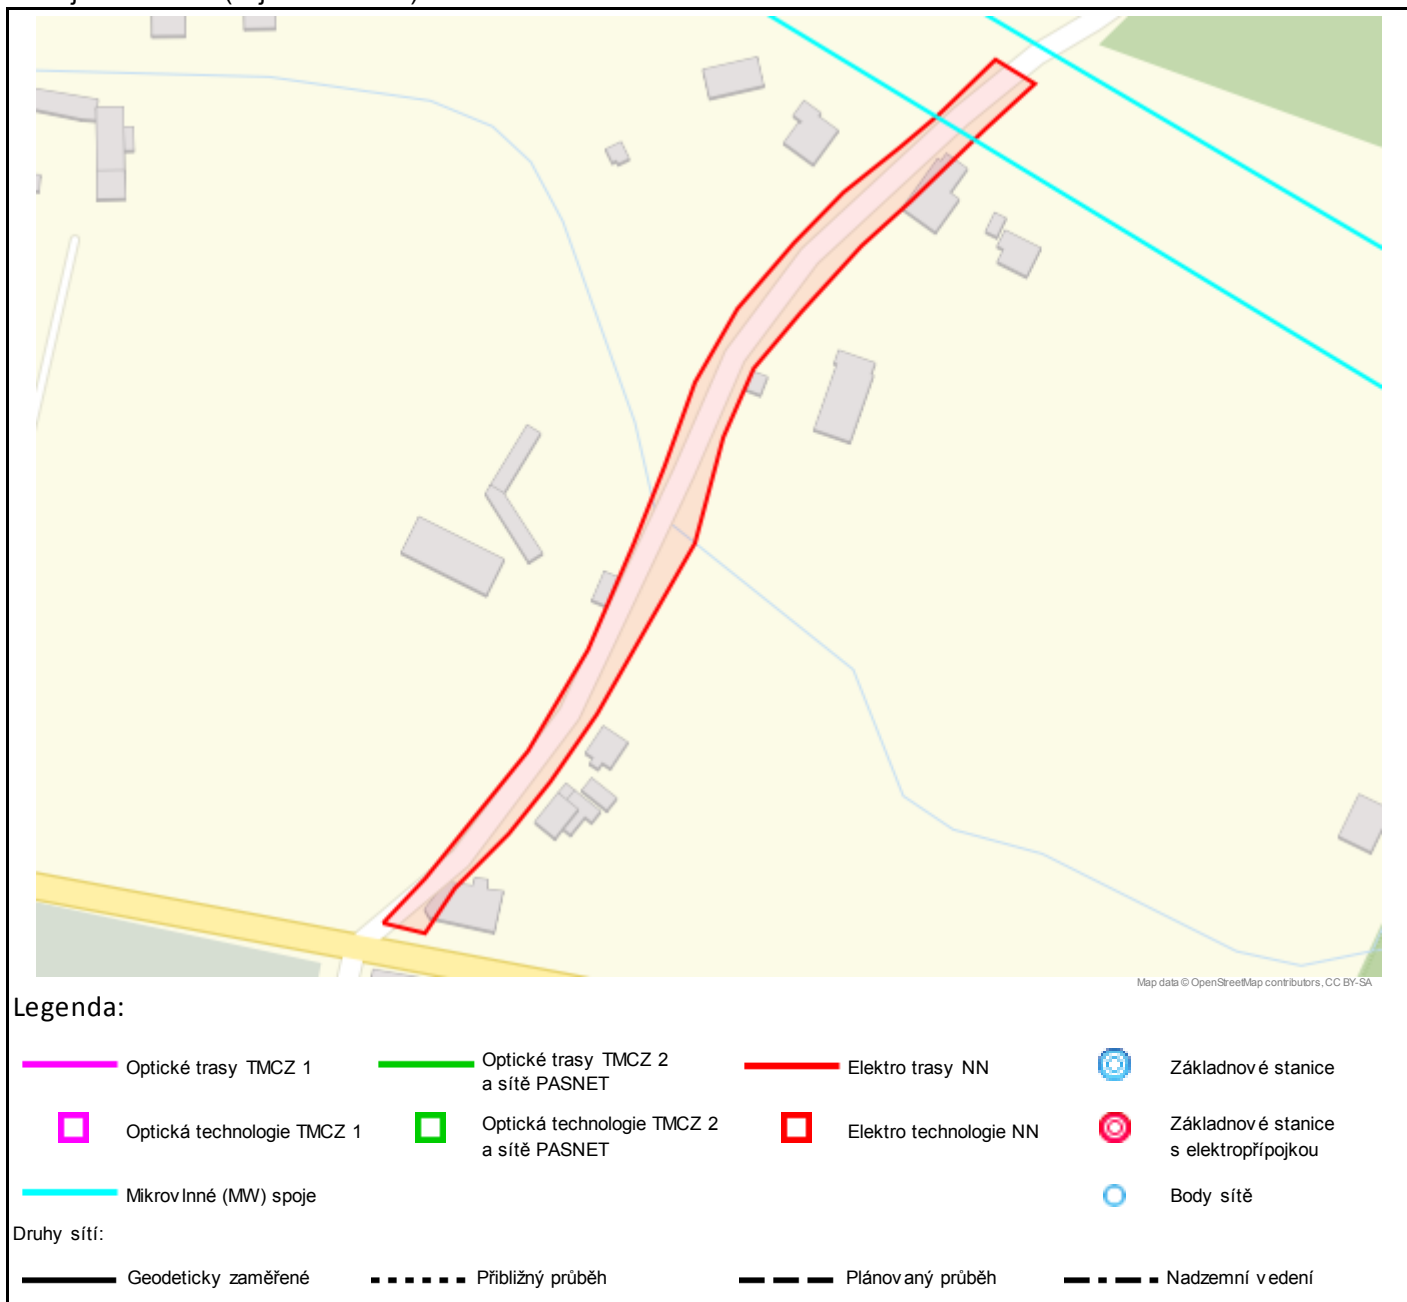 Map data © OpenStreetMap contributors, CC BY-SA
Legenda:
Optické trasy TMCZ 1
Optické trasy TMCZ 2
a sítě PASNET
Elektro trasy NN
Základnové stanice
Optická technologie TMCZ 1
Optická technologie TMCZ 2
a sítě PASNET
Elektro technologie NN
Základnové stanice
s elektropřípojkou
Mikrovlnné (MW) spoje
Body sítě
Druhy sítí:
Geodeticky zaměřené
Přibližný průběh
Plánovaný průběh
Nadzemní vedení